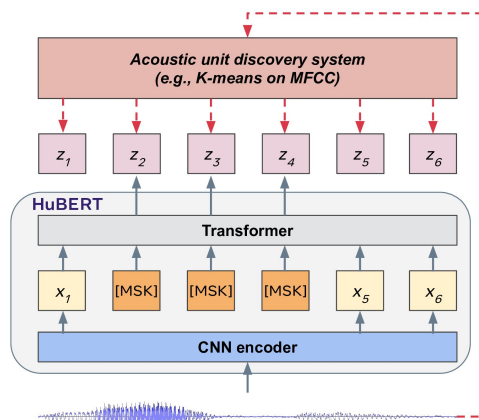 Acoustic unit discovery system
(e.g., K-means on MFCC)
z1 z2 z3 z4 z5 z6
HuBERT
Transformer
x1 [MSK] [MSK] [MSK] x5 x6
CNN encoder